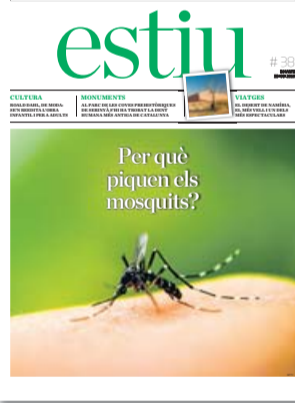 estiu
# 38
CULTURA
ROALD DAHL, DE MODA:
S'EN REEDITA L'OBRA
INFANTIL I PER A ADULTS
MONUMENTS
AL PARC DE LES COVES PREHISTÒRIQUES
DE SERINYÀ S'HI HA TROBAT LA DENT
HUMANA MÉS ANTIGA DE CATALUNYA
VIATGES
EL DESERT DE NAMÍBIA,
EL MÉS VELL I UN DELS
MÉS ESPECTACULARS
Per què
piquen els
mosquits?